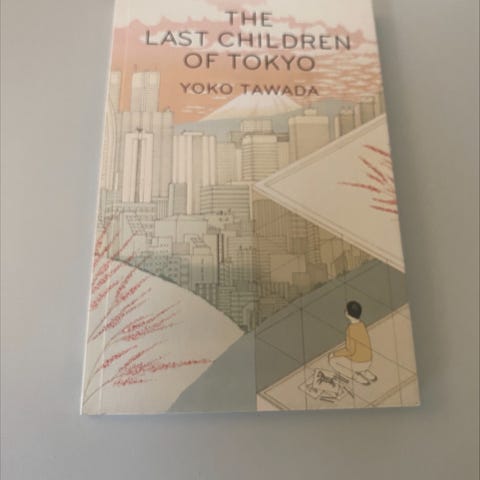 THE
LAST CHILDREN
OF TOKYO
YOKO TAWADA